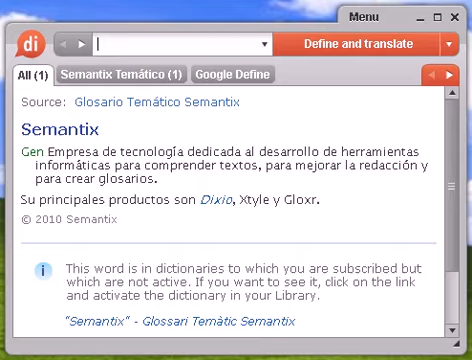 Menu
di
Define and translate
All (1)
Semantix Temático (1)
Google Define
Source: Glosario Temático Semantix
Semantix
Gen Empresa de tecnología dedicada al desarrollo de herramientas
informáticas para comprender textos, para mejorar la redacción y
para crear glosarios.
Su principales producto son Dixio, Xtyle y Gloxr.
© 2010 Semantix
i
This word is in dictionaries to which you are subscribed but
which are not active. If you want to see it, click on the link
and activate the dictionary in your Library.
"Semantix" - Glossari Temàtic Semantix